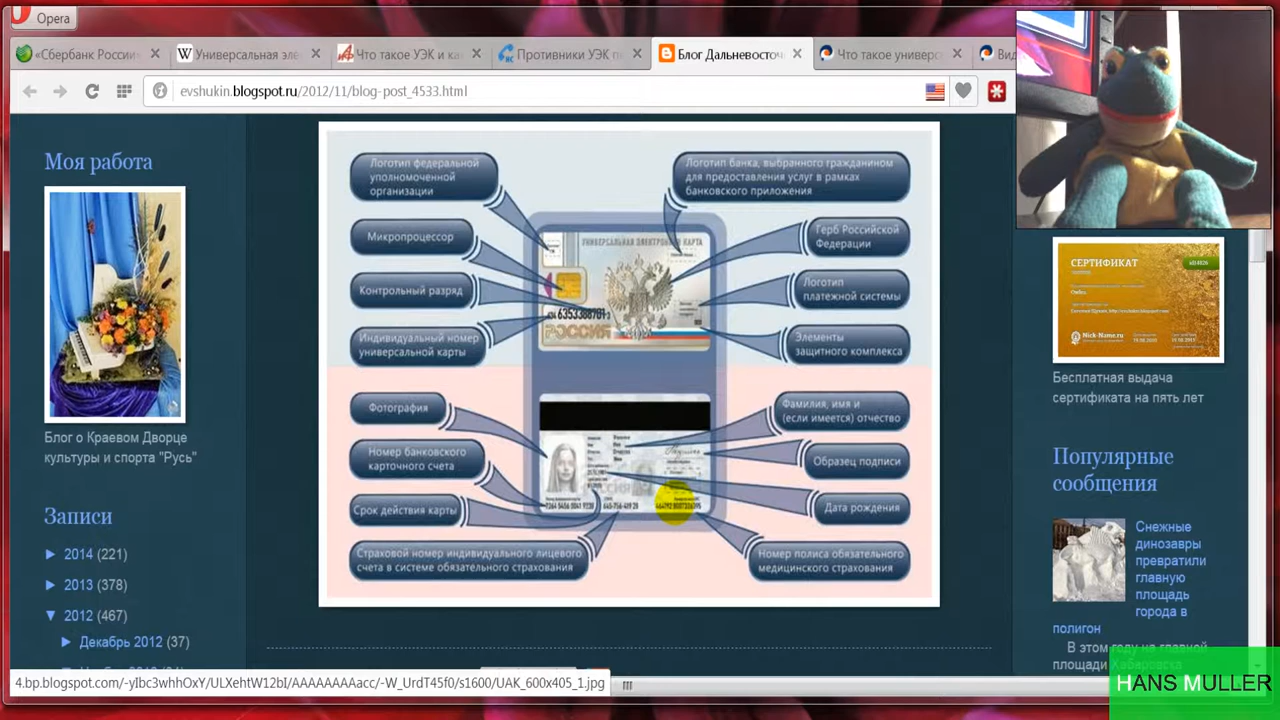 Opera
«Сбербанк России
Универсальная эле
Что такое УЭК и ка
Противники УЭК п
Блог Дальневосточ
Что такое универс
Ви
evshukin.blogspot.ru/2012/11/blog-post_4533.html
Моя работа
Блог о Краевом Дворце
культуры и спорта "Русь"
Записи
► 2014 (221)
► 2013 (378)
▼ 2012 (467)
► Декабрь 2012 (37)
Логотип федеральной
уполномоченной
организации
Микропроцессор
Контрольный разряд
Индивидуальный номер
универсальной карты
Логотип банка, выбранного гражданином
для предоставления услуг в рамках
банковского приложения
Герб Российской
Федерации
Логотип
платежной системы
Элементы
защитного комплекса
УНИВЕРСАЛЬНАЯ ЭЛЕКТРОННАЯ КАРТА
РОССИЯ
Фотография
Номер банковского
карточного счета
Срок действия карты
Страховой номер индивидуального лицевого
счета в системе обязательного страхования
Фамилия, имя и
(если имеется) отчество
Образец подписи
Дата рождения
Номер полиса обязательного
медицинского страхования
СЕРТИФИКАТ
Nick-Name.ru
Бесплатная выдача
сертификата на пять лет
Популярные
сообщения
Снежные
динозавры
превратили
главную
площадь
города в
полигон
В этом году на главной
площади Хабаровска
4.bp.blogspot.com/-yIbc3whhOxY/ULXehtW12bI/AAAAAAAAacc/-W_UrdT45f0/s1600/UAK_600x405_1.jpg
HANS MULLER